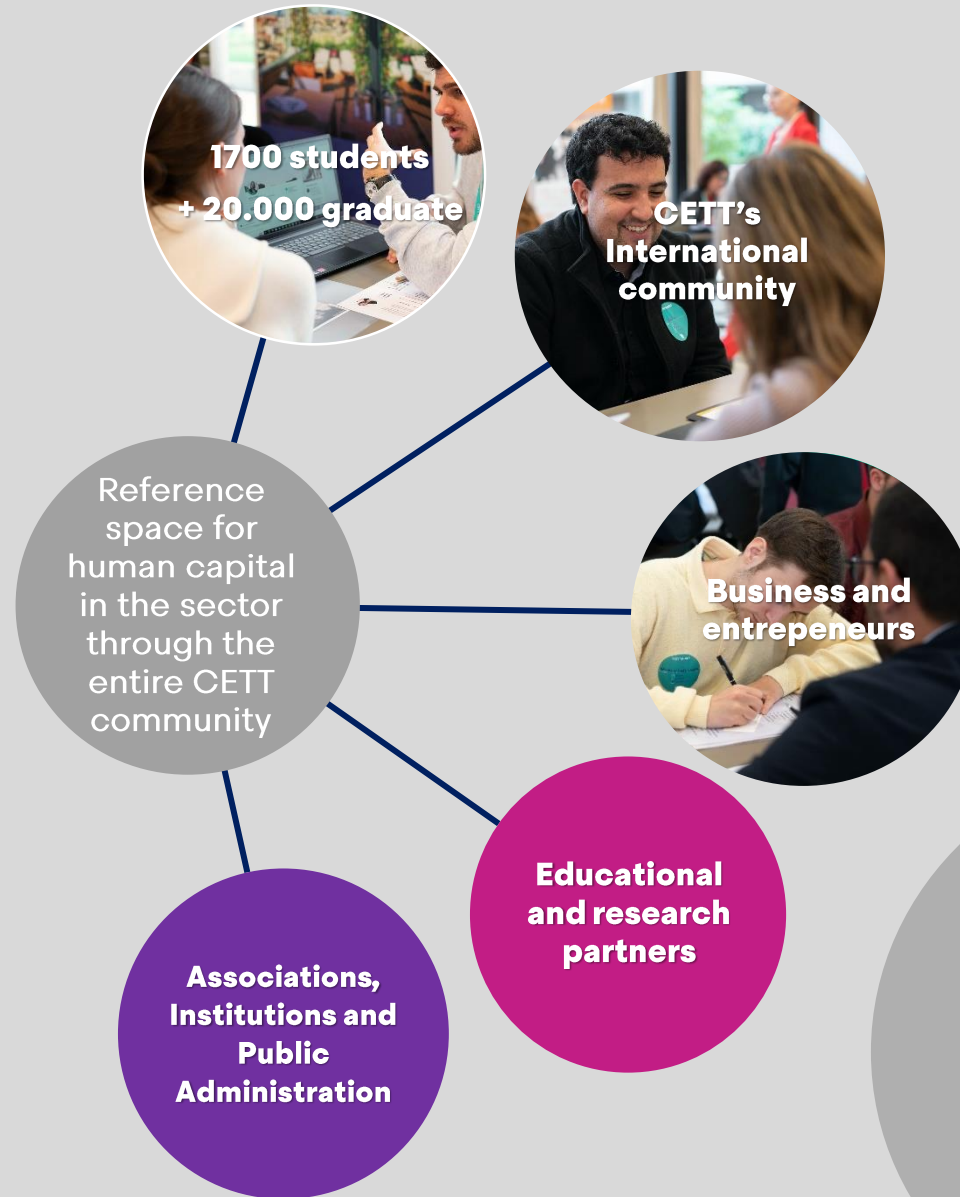 1700 students
+ 20.000 graduate
CETT's
International
community
Reference
space for
human capital
in the sector
through the
entire CETT
community
Business and
entrepeneurs
Educational
and research
partners
Associations,
Institutions and
Public
Administration